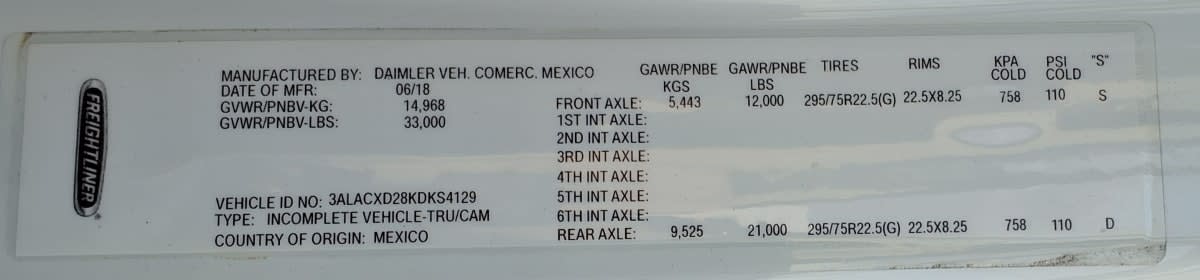 FREIGHTLINER
MANUFACTURED BY: DAIMLER VEH. COMERC. MEXICO
DATE OF MFR: 06/18
GVWR/PNBV-KG: 14,968
GVWR/PNBV-LBS: 33,000
VEHICLE ID NO: 3ALACXD28KDKS4129
TYPE: INCOMPLETE VEHICLE-TRU/CAM
COUNTRY OF ORIGIN: MEXICO
GAWR/PNBE KGS GAWR/PNBE LBS TIRES RIMS KPA COLD PSI COLD "S"
FRONT AXLE: 5,443 12,000 295/75R22.5(G) 22.5X8.25 758 110 S
1ST INT AXLE:
2ND INT AXLE:
3RD INT AXLE:
4TH INT AXLE:
5TH INT AXLE:
6TH INT AXLE:
REAR AXLE: 9,525 21,000 295/75R22.5(G) 22.5X8.25 758 110 D